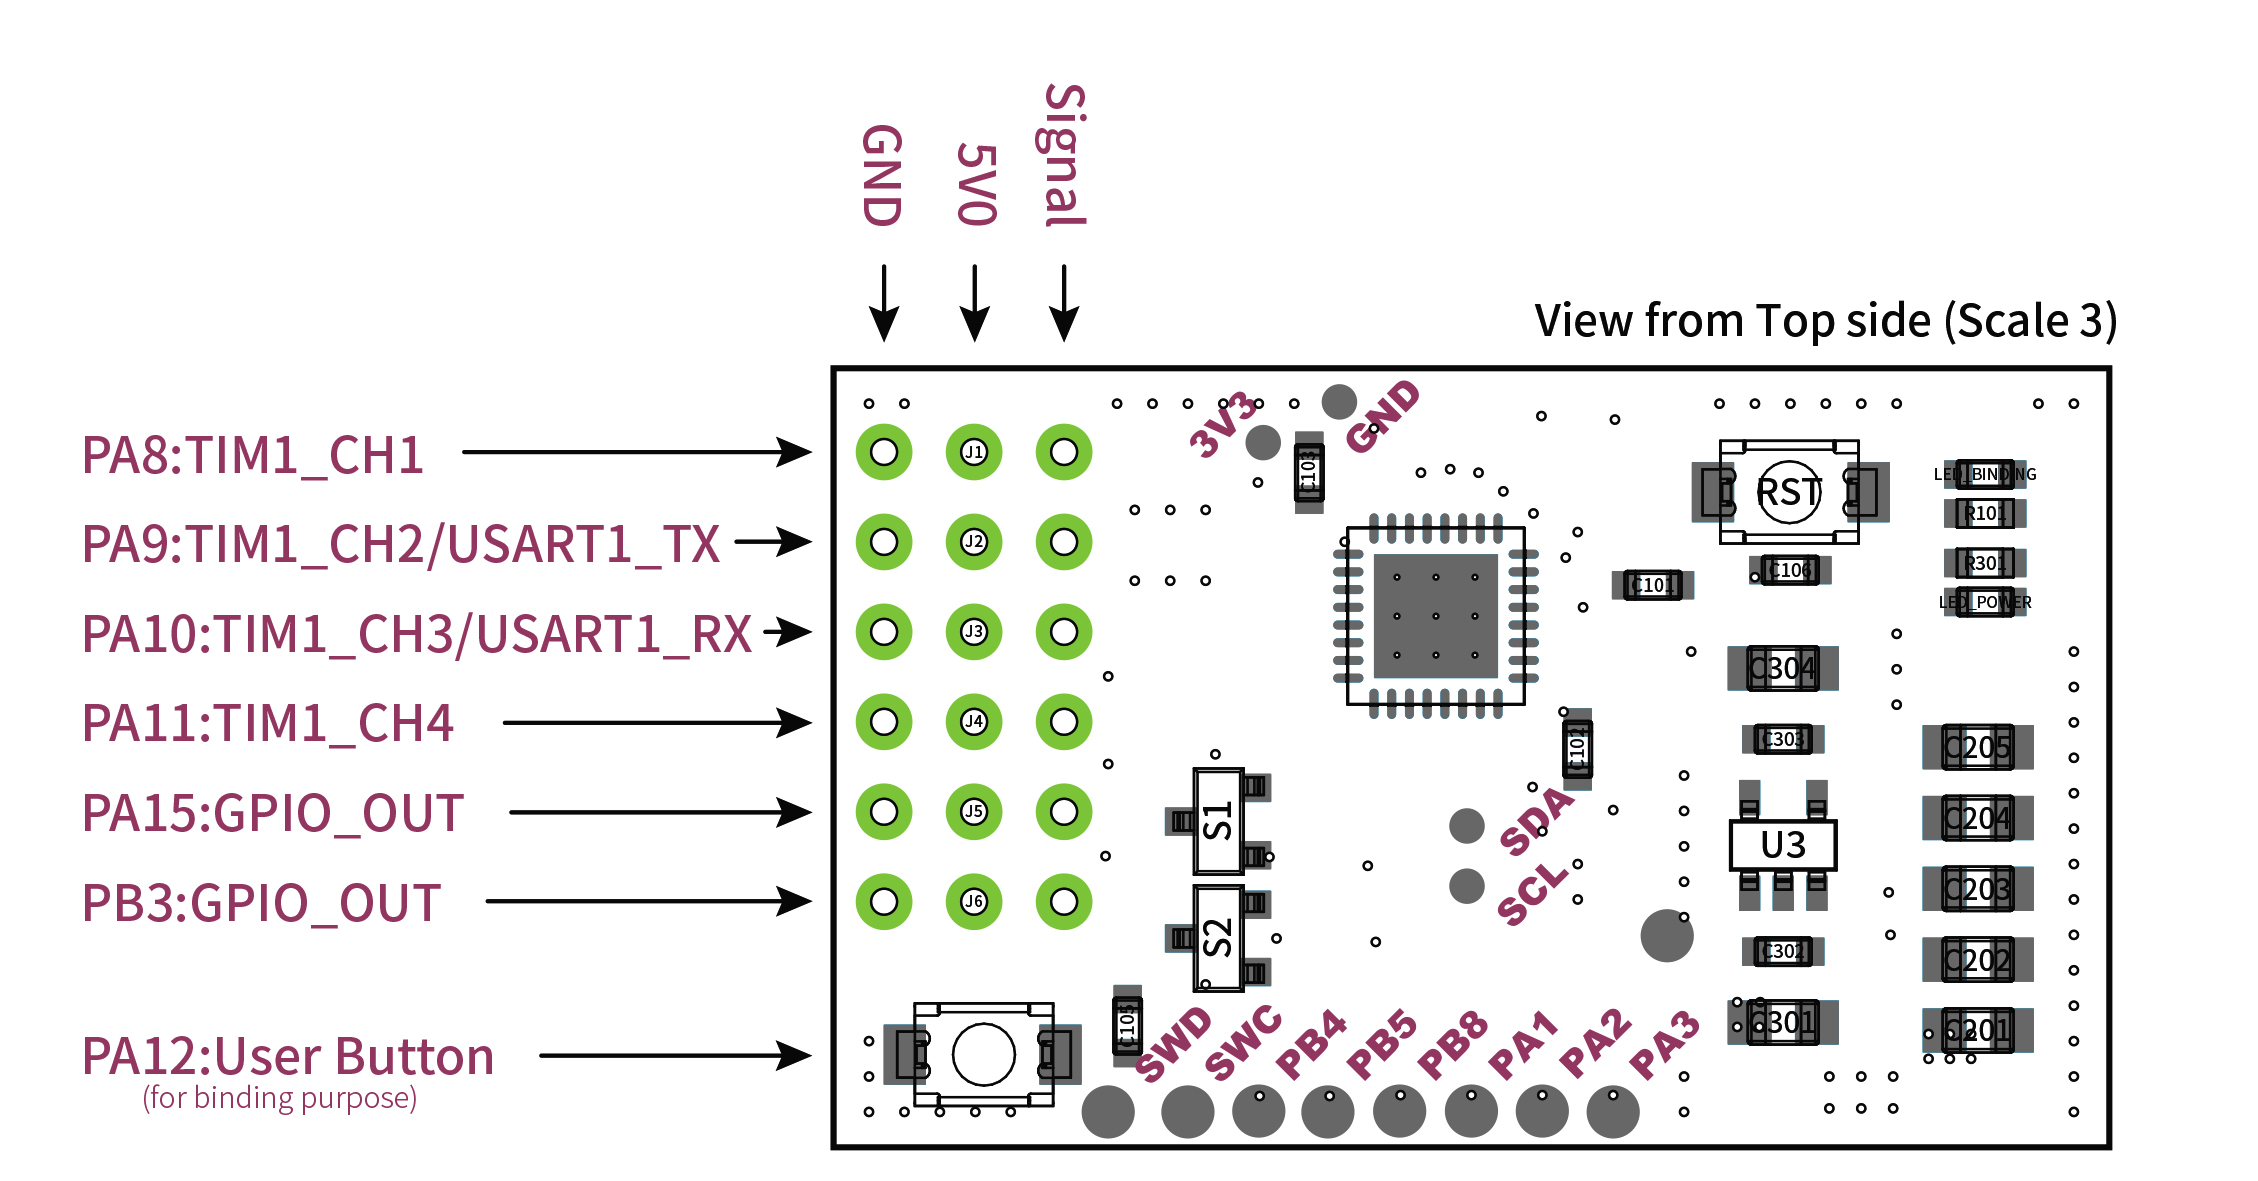 GND
5V0
Signal
View from Top side (Scale 3)
PA8:TIM1_CH1
PA9:TIM1_CH2/USART1_TX
PA10:TIM1_CH3/USART1_RX
PA11:TIM1_CH4
PA15:GPIO_OUT
PB3:GPIO_OUT
PA12:User Button
(for binding purpose)
J1
J2
J3
J4
J5
J6
3V3
GND
C103
RST
LED_BINDING
R101
R301
LED_POWER
C106
C101
C304
C303
C102
U3
C302
C301
C205
C204
C203
C202
C201
S1
S2
SDA
SCL
C105
SWD
SWC
PB4
PB5
PB8
PA1
PA2
PA3